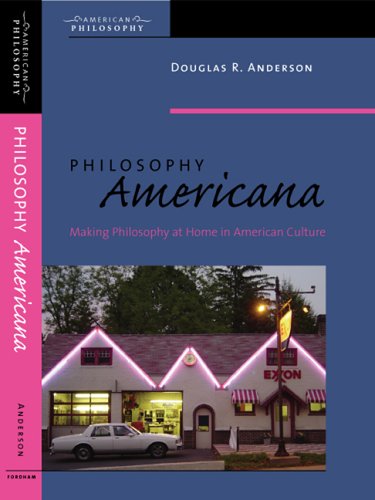 AMERICAN
PHILOSOPHY
PHILOSOPHY Americana
ANDERSON
FORDHAM
AMERICAN
PHILOSOPHY
DOUGLAS R. ANDERSON
PHILOSOPHY
Americana
Making Philosophy at Home in American Culture
EXXON